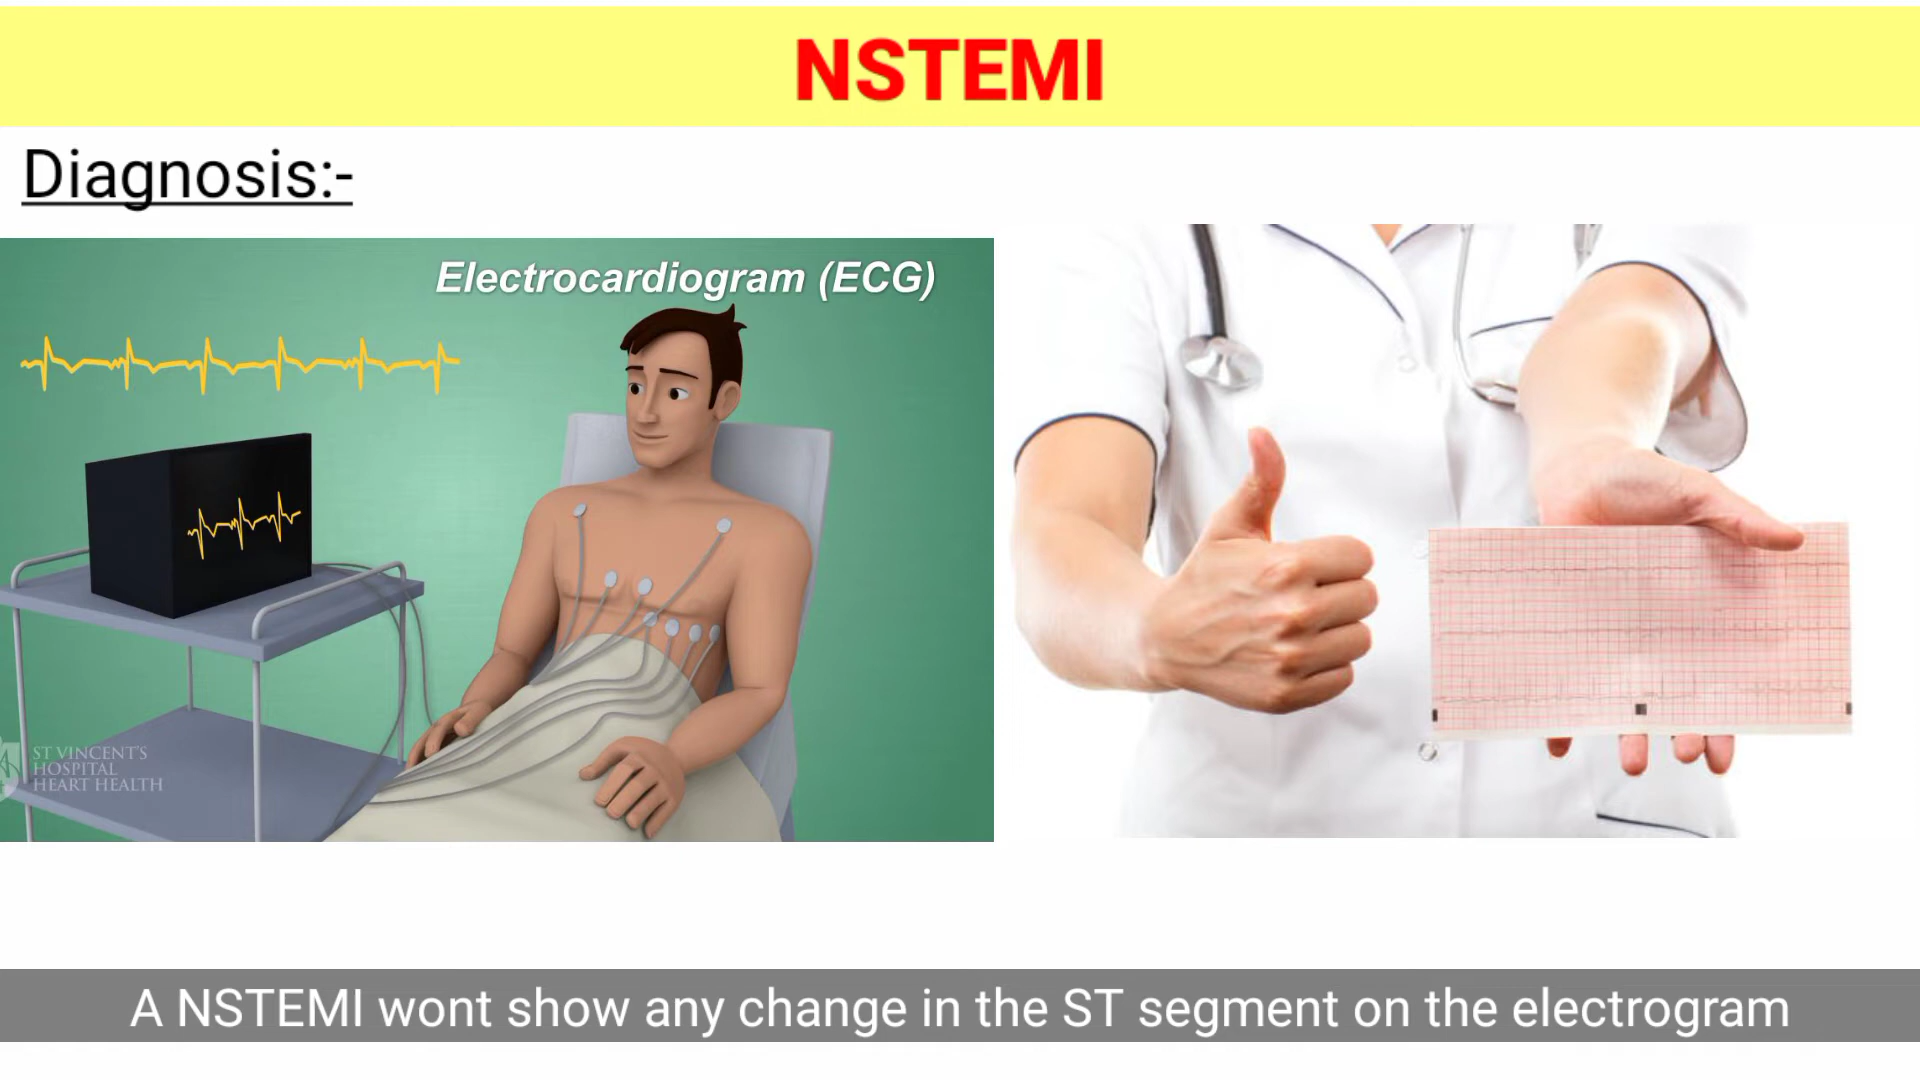 NSTEMI
Diagnosis:-
Electrocardiogram (ECG)
ST VINCENT'S
HOSPITAL
HEART HEALTH
A NSTEMI wont show any change in the ST segment on the electrogram